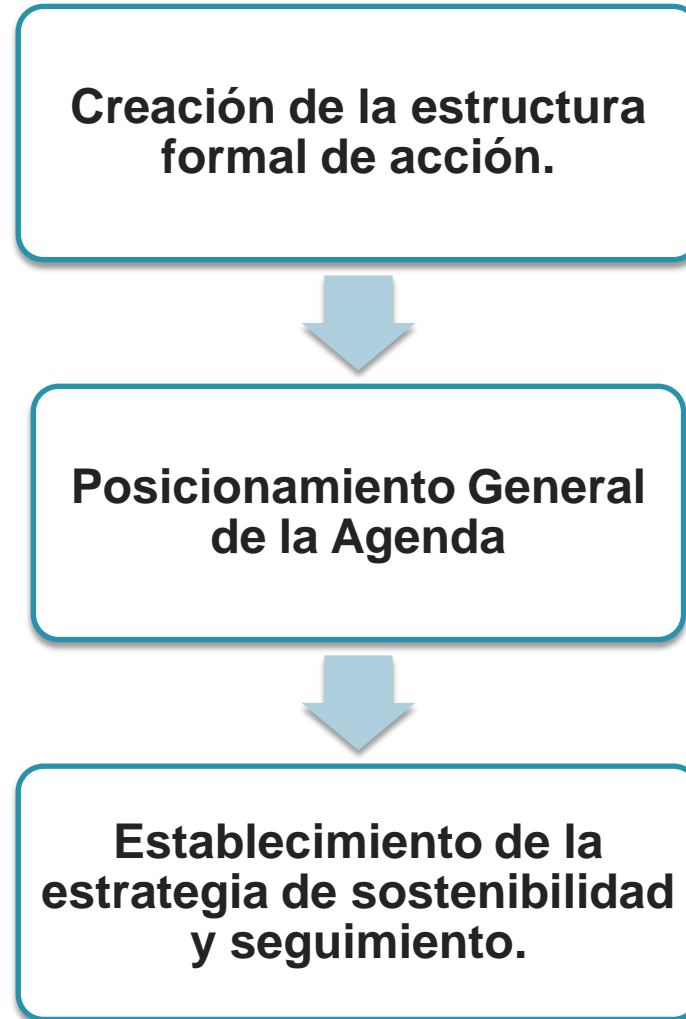 Creación de la estructura
formal de acción.
Posicionamiento General
de la Agenda
Establecimiento de la
estrategia de sostenibilidad
y seguimiento.